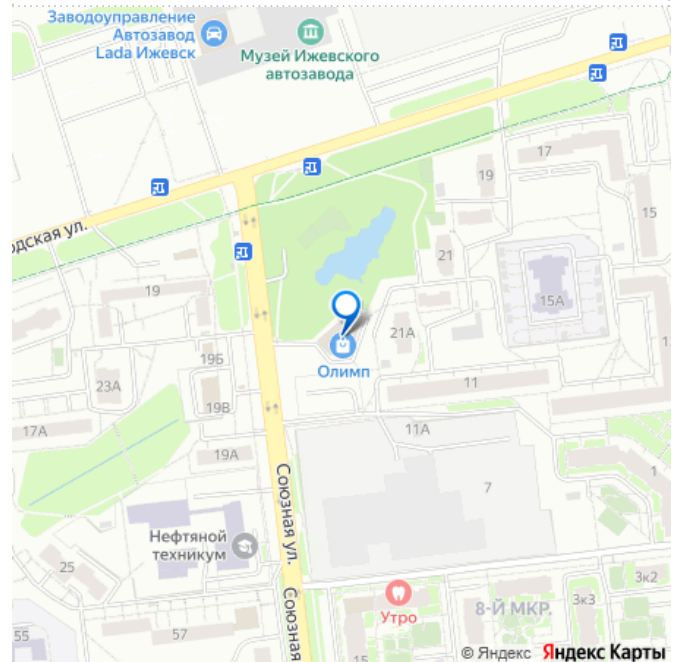 Заводоуправление
Автозавод
Lada Ижевск
Музей Ижевского
автозавода
17
19
15
дская ул.
21
19
15А
21А
19Б
Олимп
23А
11
19В
17А
11А
19А
1
7
Союзная ул.
Нефтяной
техникум
25
3к2
Союзная
8-Й МКР.
3к3
Утро
55
57
© Яндекс Яндекс Карты